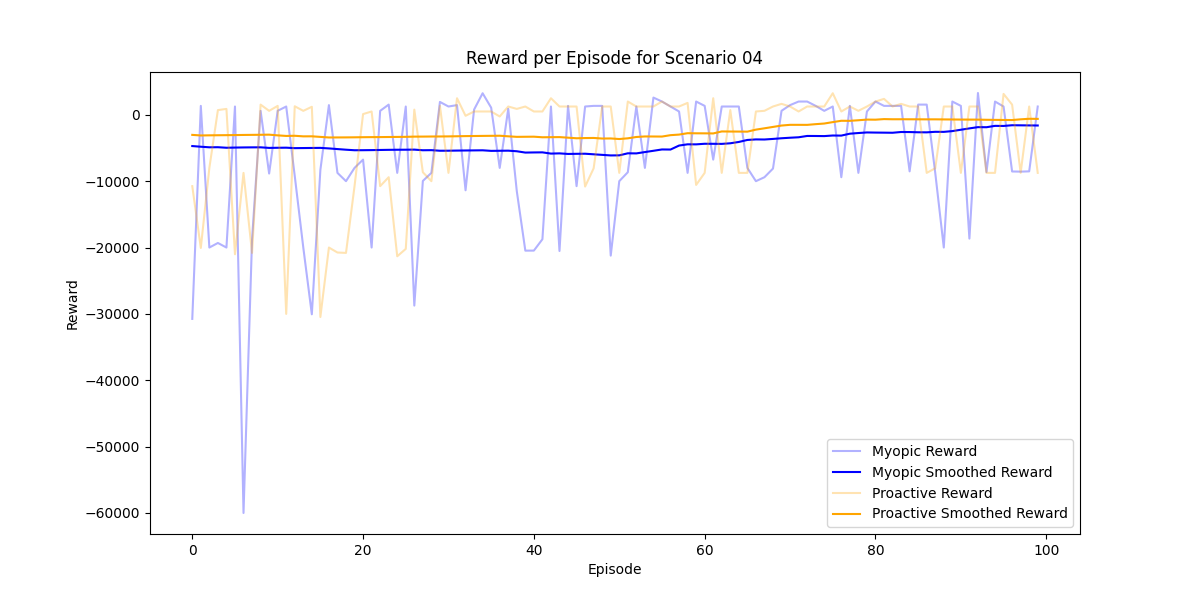 Reward per Episode for Scenario 04
Reward
0
−10000
−20000
−30000
−40000
−50000
−60000
0 20 40 60 80 100
Episode
Myopic Reward
Myopic Smoothed Reward
Proactive Reward
Proactive Smoothed Reward